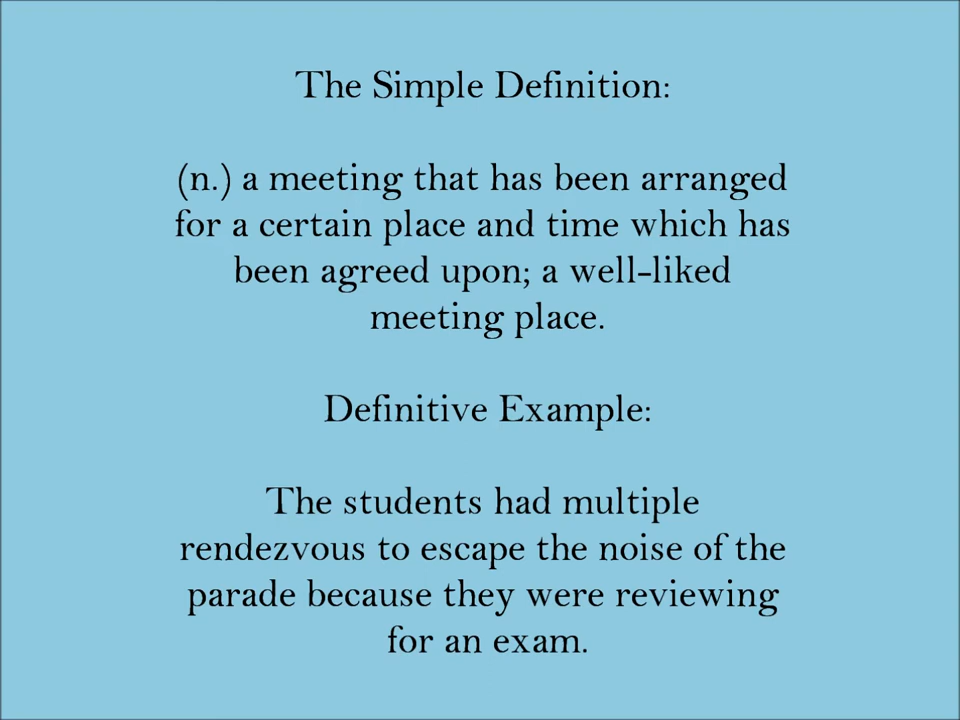 The Simple Definition:
(n.) a meeting that has been arranged
for a certain place and time which has
been agreed upon; a well-liked
meeting place.
Definitive Example:
The students had multiple
rendezvous to escape the noise of the
parade because they were reviewing
for an exam.